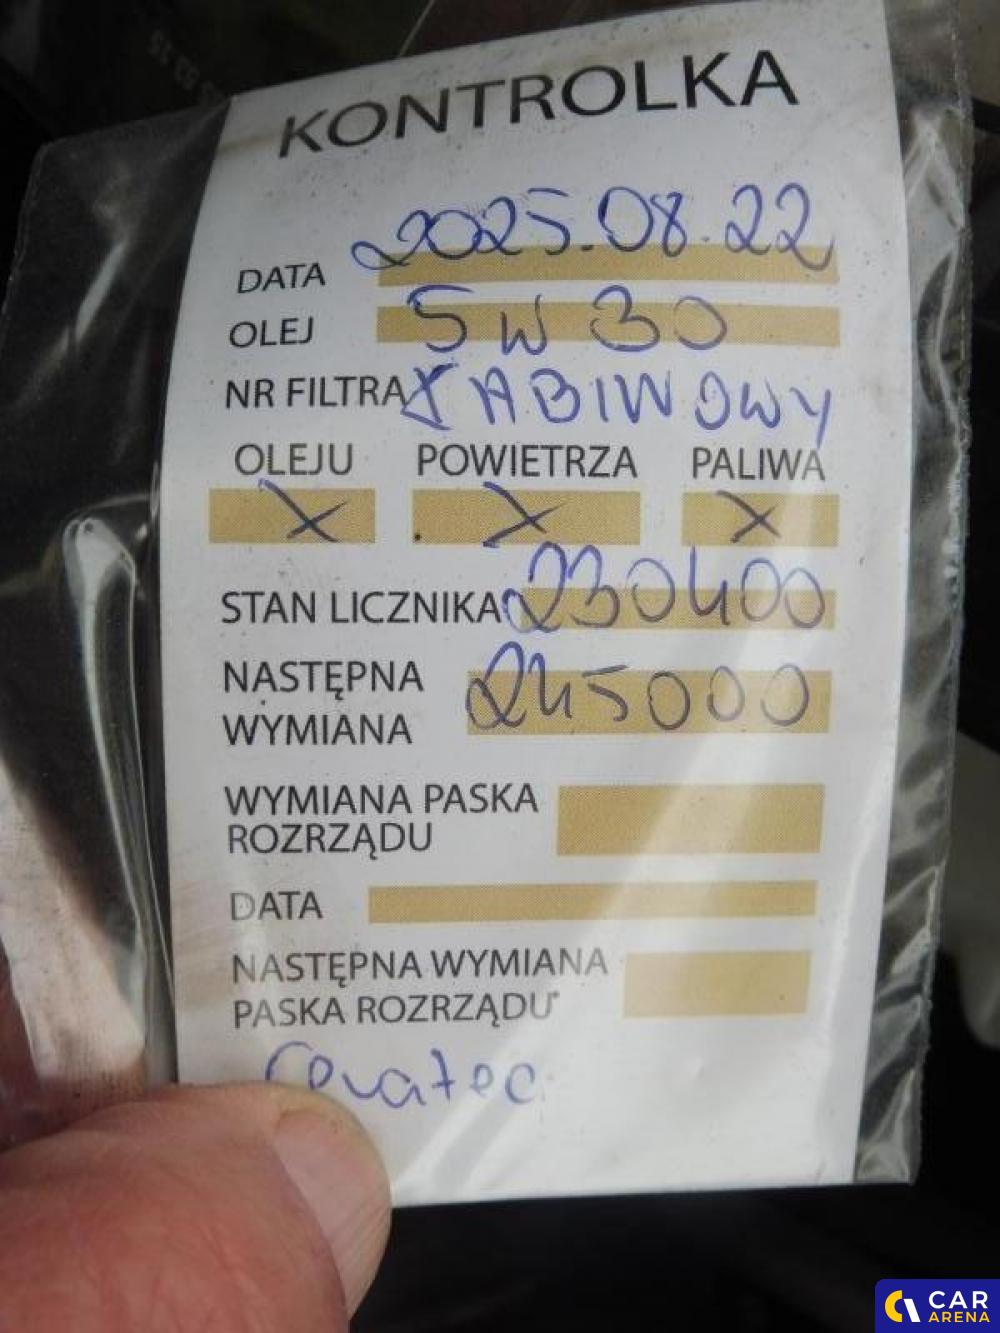 KONTROLKA
DATA 2025.08.22
OLEJ 5W30
NR FILTRA X KABINOWY
OLEJU POWIETRZA PALIWA
X X X
STAN LICZNIKA 230400
NASTĘPNA
WYMIANA 245000
WYMIANA PASKA
ROZRZĄDU
DATA
NASTĘPNA WYMIANA
PASKA ROZRZĄDU
Ceratec
CAR
ARENA